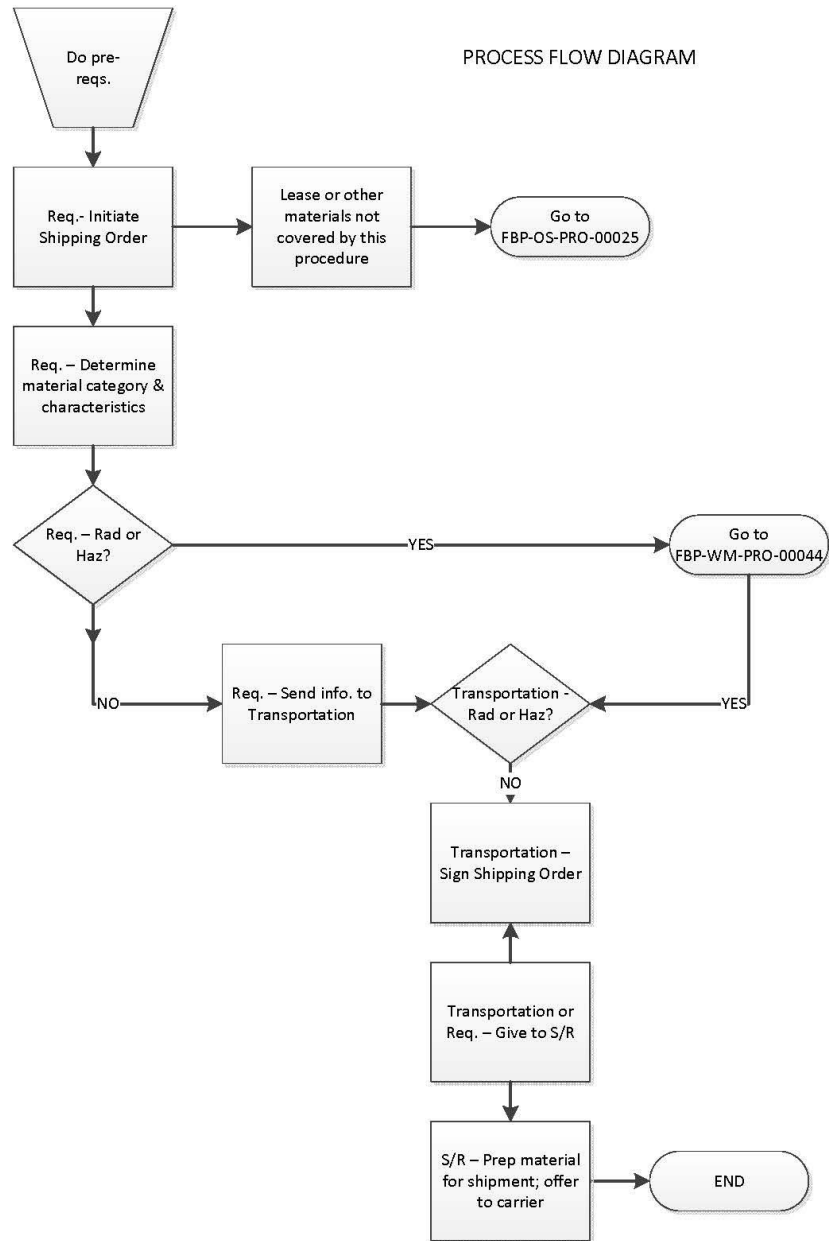 Do pre-
reqs.
PROCESS FLOW DIAGRAM
Req.- Initiate
Shipping Order
Lease or other
materials not
covered by this
procedure
Go to
FBP-OS-PRO-00025
Req. – Determine
material category &
characteristics
Req. – Rad or
Haz?
YES
Go to
FBP-WM-PRO-00044
NO
Req. – Send info. to
Transportation
Transportation -
Rad or Haz?
YES
NO
Transportation –
Sign Shipping Order
Transportation or
Req. – Give to S/R
S/R – Prep material
for shipment; offer
to carrier
END